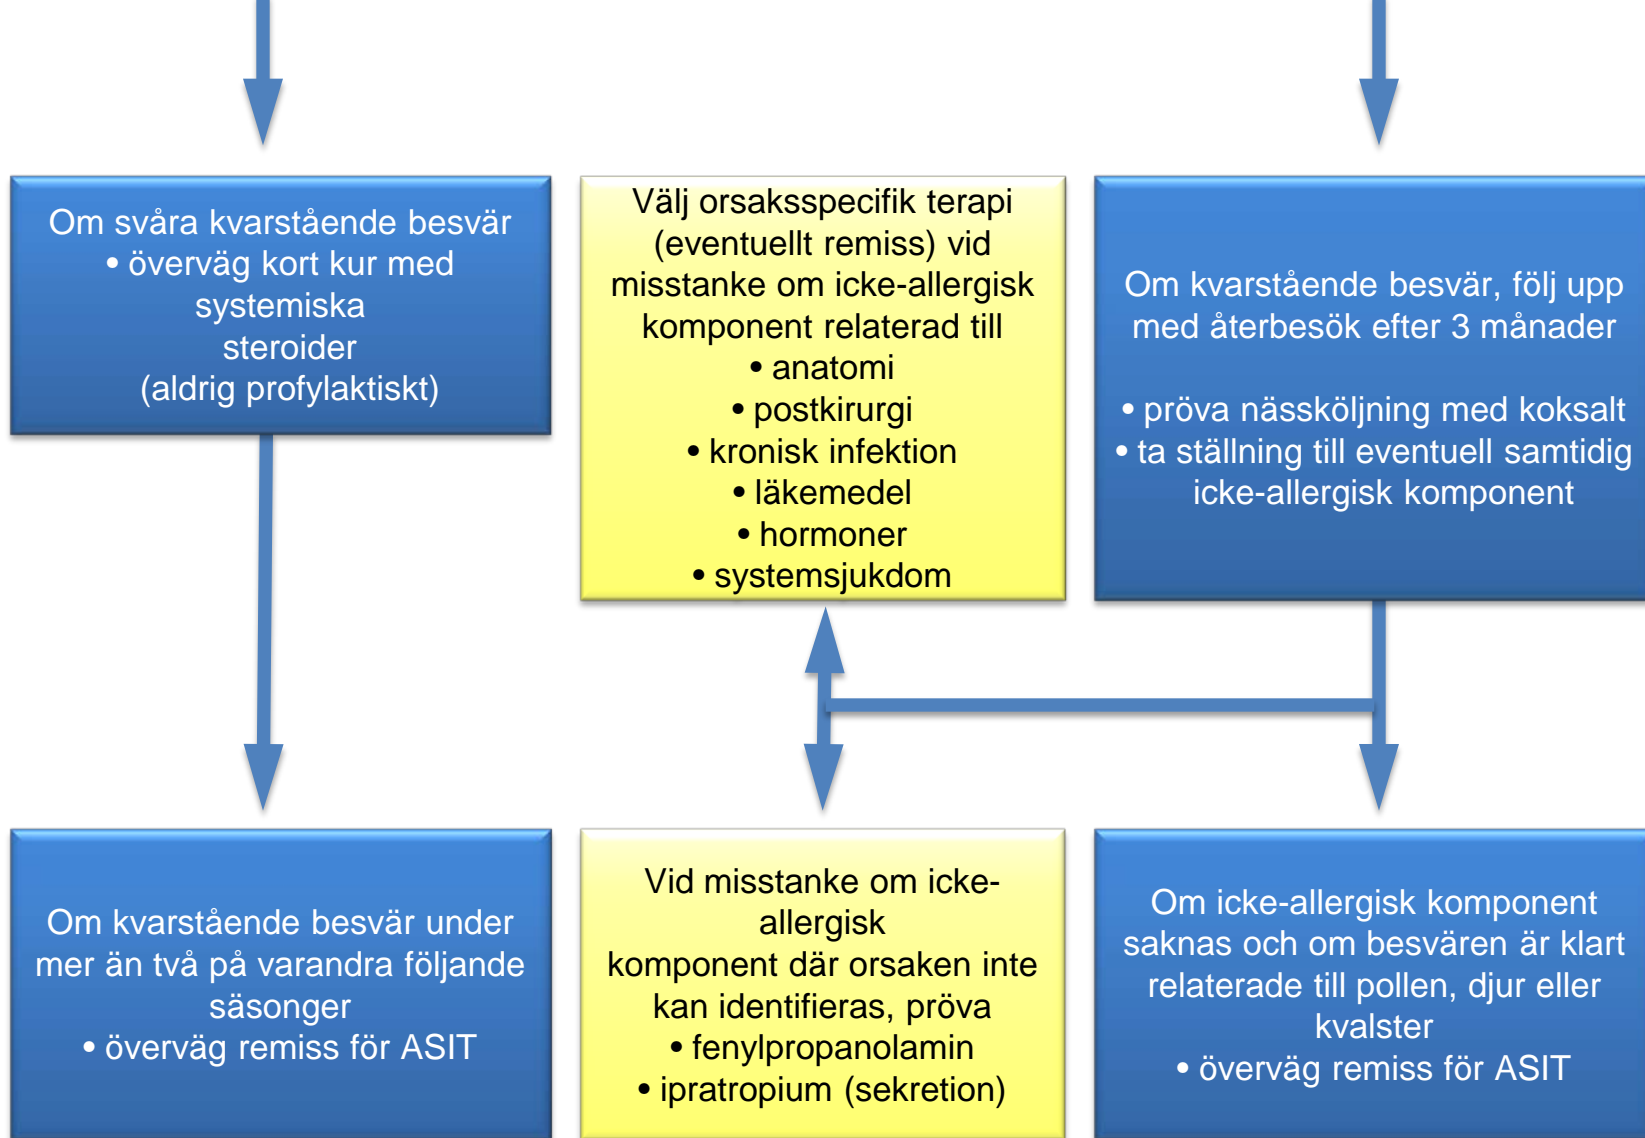 Om svåra kvarstående besvär
• överväg kort kur med
systemiska
steroider
(aldrig profylaktiskt)
Välj orsaksspecifik terapi
(eventuellt remiss) vid
misstanke om icke-allergisk
komponent relaterad till
• anatomi
• postkirurgi
• kronisk infektion
• läkemedel
• hormoner
• systemsjukdom
Om kvarstående besvär, följ upp
med återbesök efter 3 månader
• pröva nässköljning med koksalt
• ta ställning till eventuell samtidig
icke-allergisk komponent
Om kvarstående besvär under
mer än två på varandra följande
säsonger
• överväg remiss för ASIT
Vid misstanke om icke-
allergisk
komponent där orsaken inte
kan identifieras, pröva
• fenylpropanolamin
• ipratropium (sekretion)
Om icke-allergisk komponent
saknas och om besvären är klart
relaterade till pollen, djur eller
kvalster
• överväg remiss för ASIT